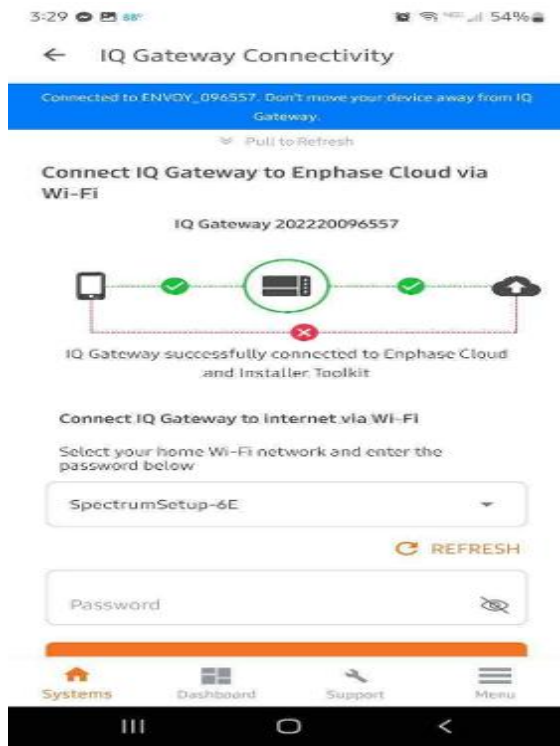 3:29 88° 54%
IQ Gateway Connectivity
Connected to ENVOY_096557. Don't move your device away from IQ
Gateway.
Pull to Refresh
Connect IQ Gateway to Enphase Cloud via
Wi-Fi
IQ Gateway 202220096557
IQ Gateway successfully connected to Enphase Cloud
and Installer Toolkit
Connect IQ Gateway to internet via Wi-Fi
Select your home Wi-Fi network and enter the
password below
SpectrumSetup-6E
REFRESH
Password
Systems Dashboard Support Menu